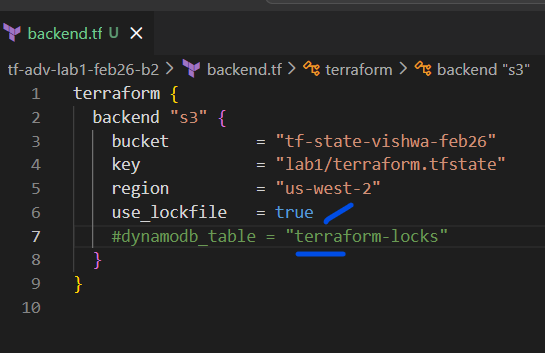 backend.tf U ×
tf-adv-lab1-feb26-b2 > backend.tf > terraform > backend "s3"
1 terraform {
2 backend "s3" {
3 bucket = "tf-state-vishwa-feb26"
4 key = "lab1/terraform.tfstate"
5 region = "us-west-2"
6 use_lockfile = true
7 #dynamodb_table = "terraform-locks"
8 }
9 }
10